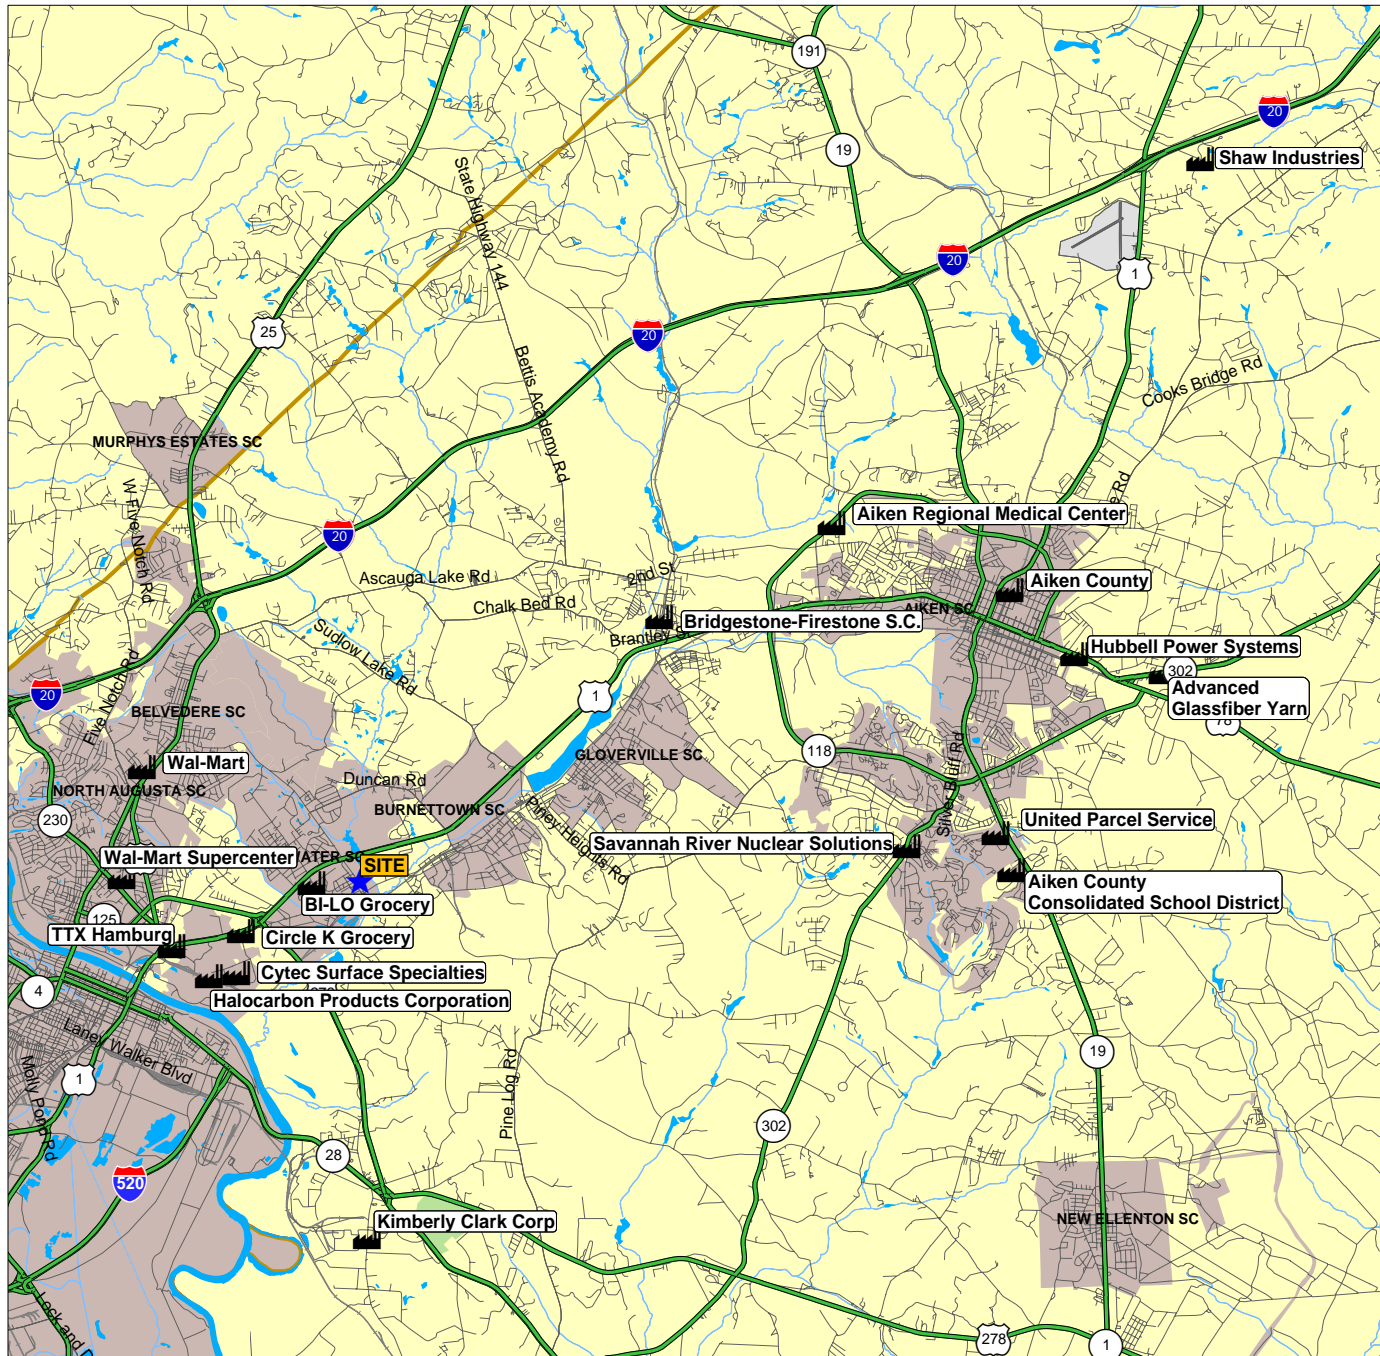 191
20
19
Shaw Industries
State Highway 144
20
1
25
20
Bettis Academy Rd
Cooks Bridge Rd
MURPHYS ESTATES SC
W Five Notch Rd
Aiken Regional Medical Center
20
Ascauga Lake Rd
2nd St
Aiken County
Chalk Bed Rd
AIKEN SC
Bridgestone-Firestone S.C.
Brantley St
Sudlow Lake Rd
Hubbell Power Systems
302
20
Five Notch Rd
1
Advanced
Glassfiber Yarn
BELVEDERE SC
78
GLOVERVILLE SC
118
Wal-Mart
Duncan Rd
NORTH AUGUSTA SC
BURNETTOWN SC
Silver Bluff Rd
230
Piney Heights Rd
United Parcel Service
Savannah River Nuclear Solutions
Wal-Mart Supercenter
SITE
Aiken County
Consolidated School District
BI-LO Grocery
125
TTX Hamburg
Circle K Grocery
Cytec Surface Specialties
4
Halocarbon Products Corporation
Laney Walker Blvd
19
Molly Pond Rd
1
Pine Log Rd
302
28
520
Kimberly Clark Corp
NEW ELLENTON SC
278
1